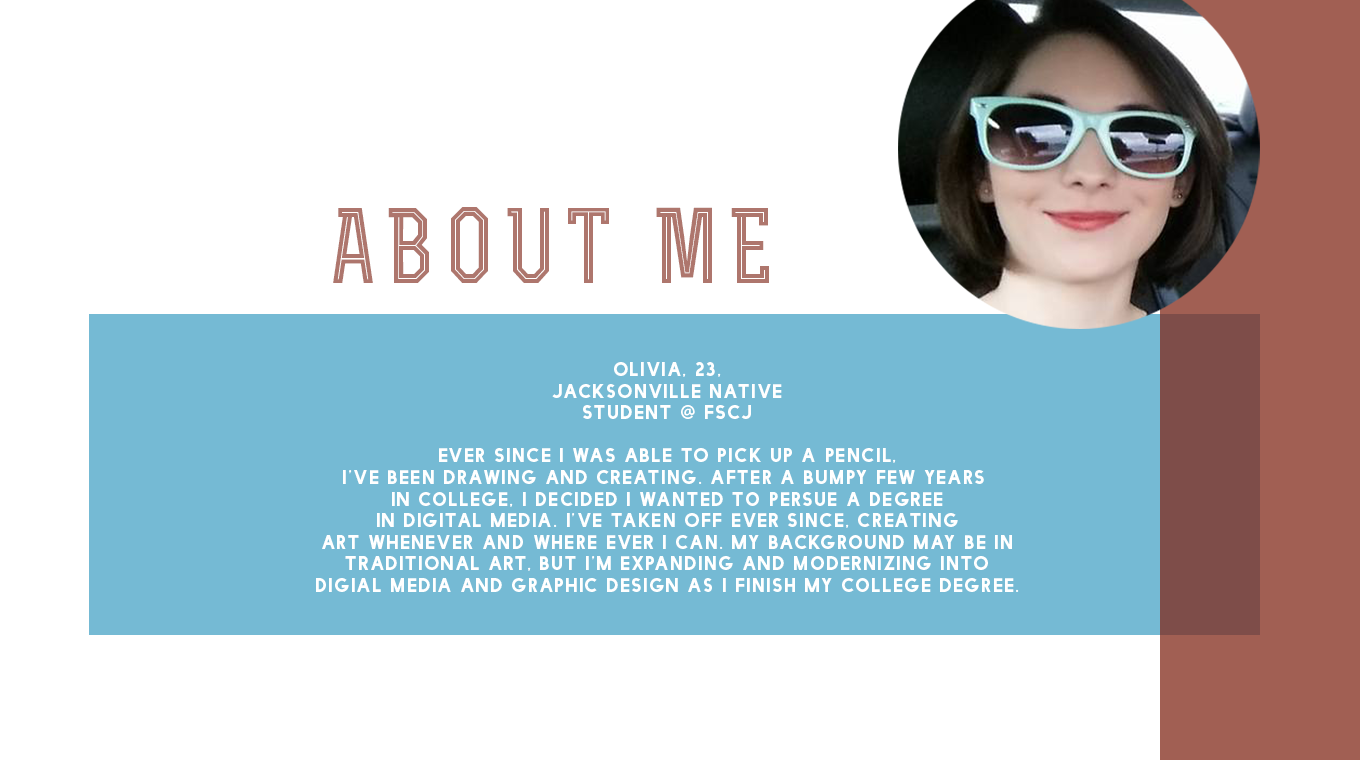 ABOUT ME
OLIVIA, 23,
JACKSONVILLE NATIVE
STUDENT @ FSCJ
EVER SINCE I WAS ABLE TO PICK UP A PENCIL,
I'VE BEEN DRAWING AND CREATING. AFTER A BUMPY FEW YEARS
IN COLLEGE, I DECIDED I WANTED TO PERSUE A DEGREE
IN DIGITAL MEDIA. I'VE TAKEN OFF EVER SINCE, CREATING
ART WHENEVER AND WHERE EVER I CAN. MY BACKGROUND MAY BE IN
TRADITIONAL ART, BUT I'M EXPANDING AND MODERNIZING INTO
DIGIAL MEDIA AND GRAPHIC DESIGN AS I FINISH MY COLLEGE DEGREE.